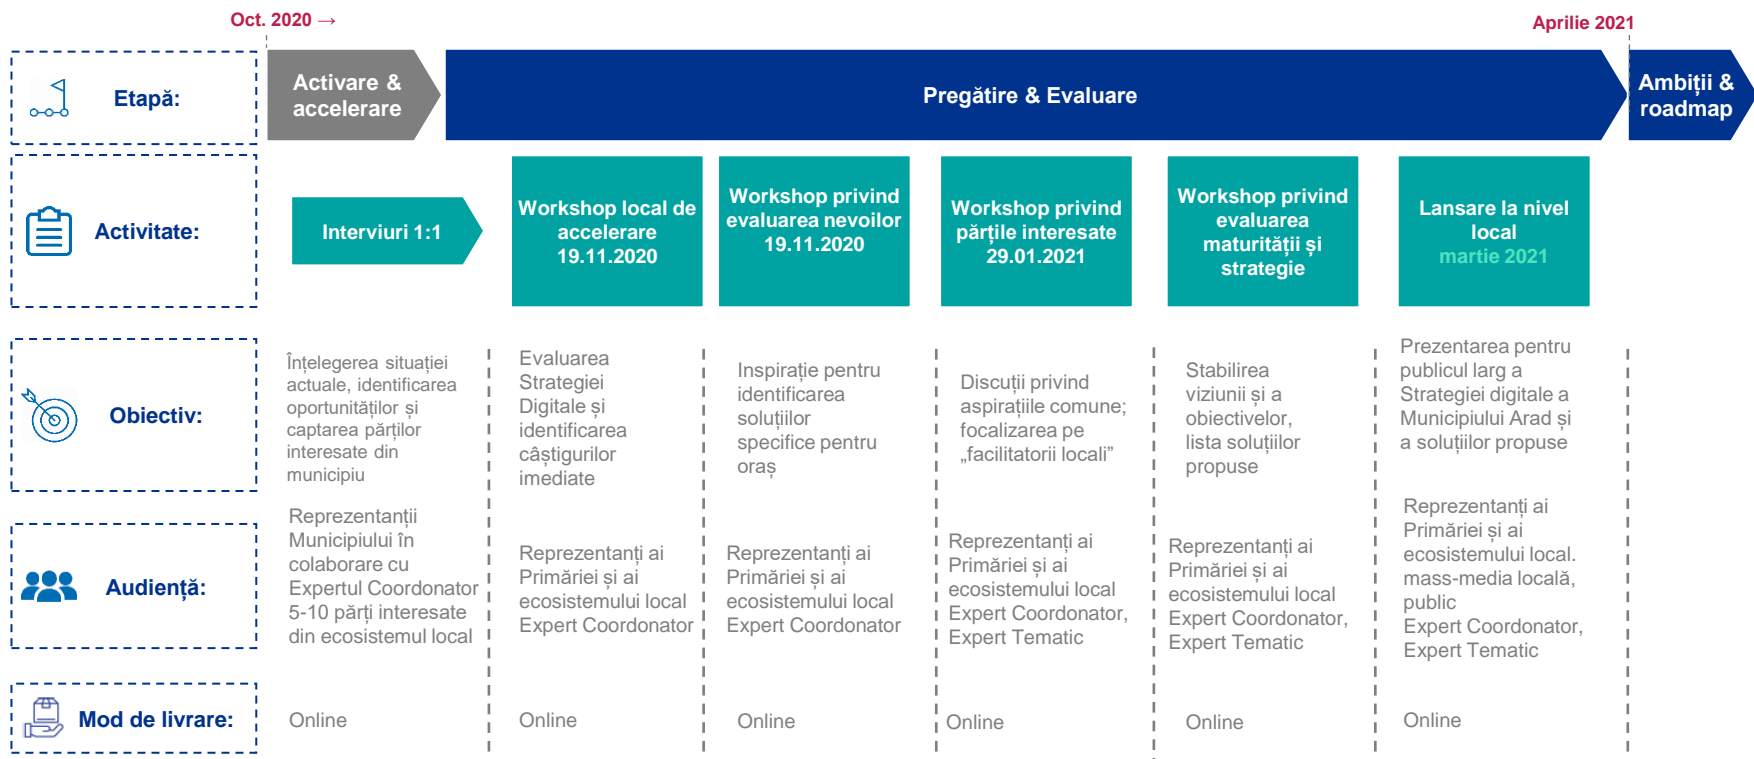 Oct. 2020 →
Aprilie 2021
Etapă:
Activare &
accelerare
Pregătire & Evaluare
Ambiții &
roadmap
Activitate:
Interviuri 1:1
Workshop local de
accelerare
19.11.2020
Workshop privind
evaluarea nevoilor
19.11.2020
Workshop privind
părțile interesate
29.01.2021
Workshop privind
evaluarea
maturității și
strategie
Lansare la nivel
local
martie 2021
Obiectiv:
Înțelegerea situației
actuale, identificarea
oportunităților și
captarea părților
interesate din
municipiu
Evaluarea
Strategiei
Digitale și
identificarea
câștigurilor
imediate
Inspirație pentru
identificarea
soluțiilor
specifice pentru
oraș
Discuții privind
aspirațiile comune;
focalizarea pe
„facilitatorii locali”
Stabilirea
viziunii și a
obiectivelor,
lista soluțiilor
propuse
Prezentarea pentru
publicul larg a
Strategiei digitale a
Municipiului Arad și
a soluțiilor propuse
Audiență:
Reprezentanții
Municipiului în
colaborare cu
Expertul Coordonator
5-10 părți interesate
din ecosistemul local
Reprezentanți ai
Primăriei și ai
ecosistemului local
Expert Coordonator
Reprezentanți ai
Primăriei și ai
ecosistemului local
Expert Coordonator
Reprezentanți ai
Primăriei și ai
ecosistemului local
Expert Coordonator,
Expert Tematic
Reprezentanți ai
Primăriei și ai
ecosistemului local
Expert Coordonator,
Expert Tematic
Reprezentanți ai
Primăriei și ai
ecosistemului local.
mass-media locală,
public
Expert Coordonator,
Expert Tematic
Mod de livrare:
Online
Online
Online
Online
Online
Online